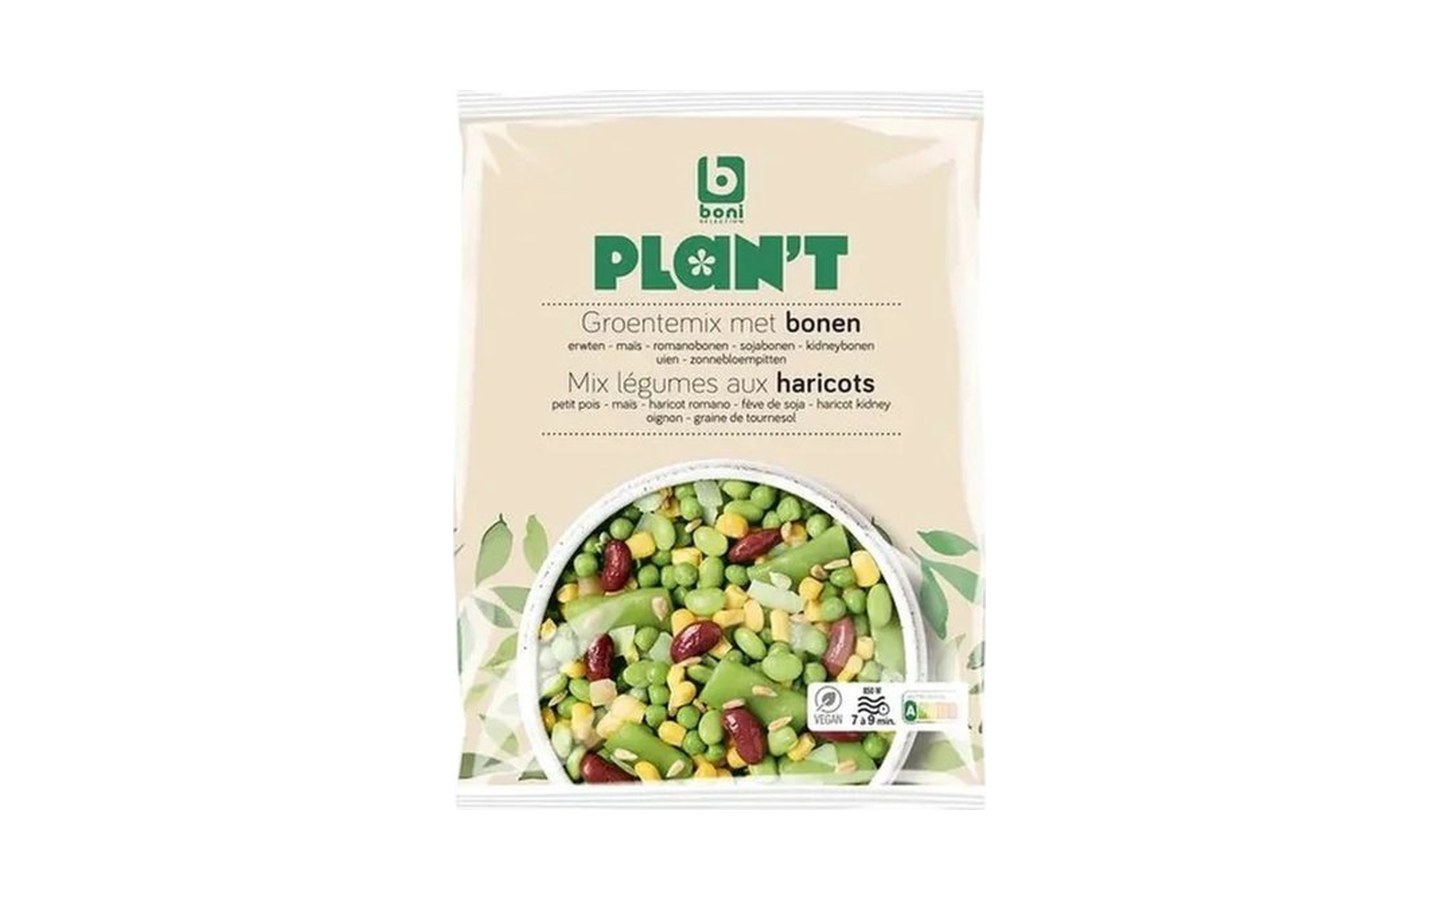 b
boni
SELECTION
PLAN'T
Groentemix met bonen
erwten - maïs - romanobonen - sojabonen - kidneybonen
uien - zonnebloempitten
Mix légumes aux haricots
petit pois - maïs - haricot romano - fève de soja - haricot kidney
oignon - graine de tournesol
850 W
VEGAN
7 à 9 min.
A